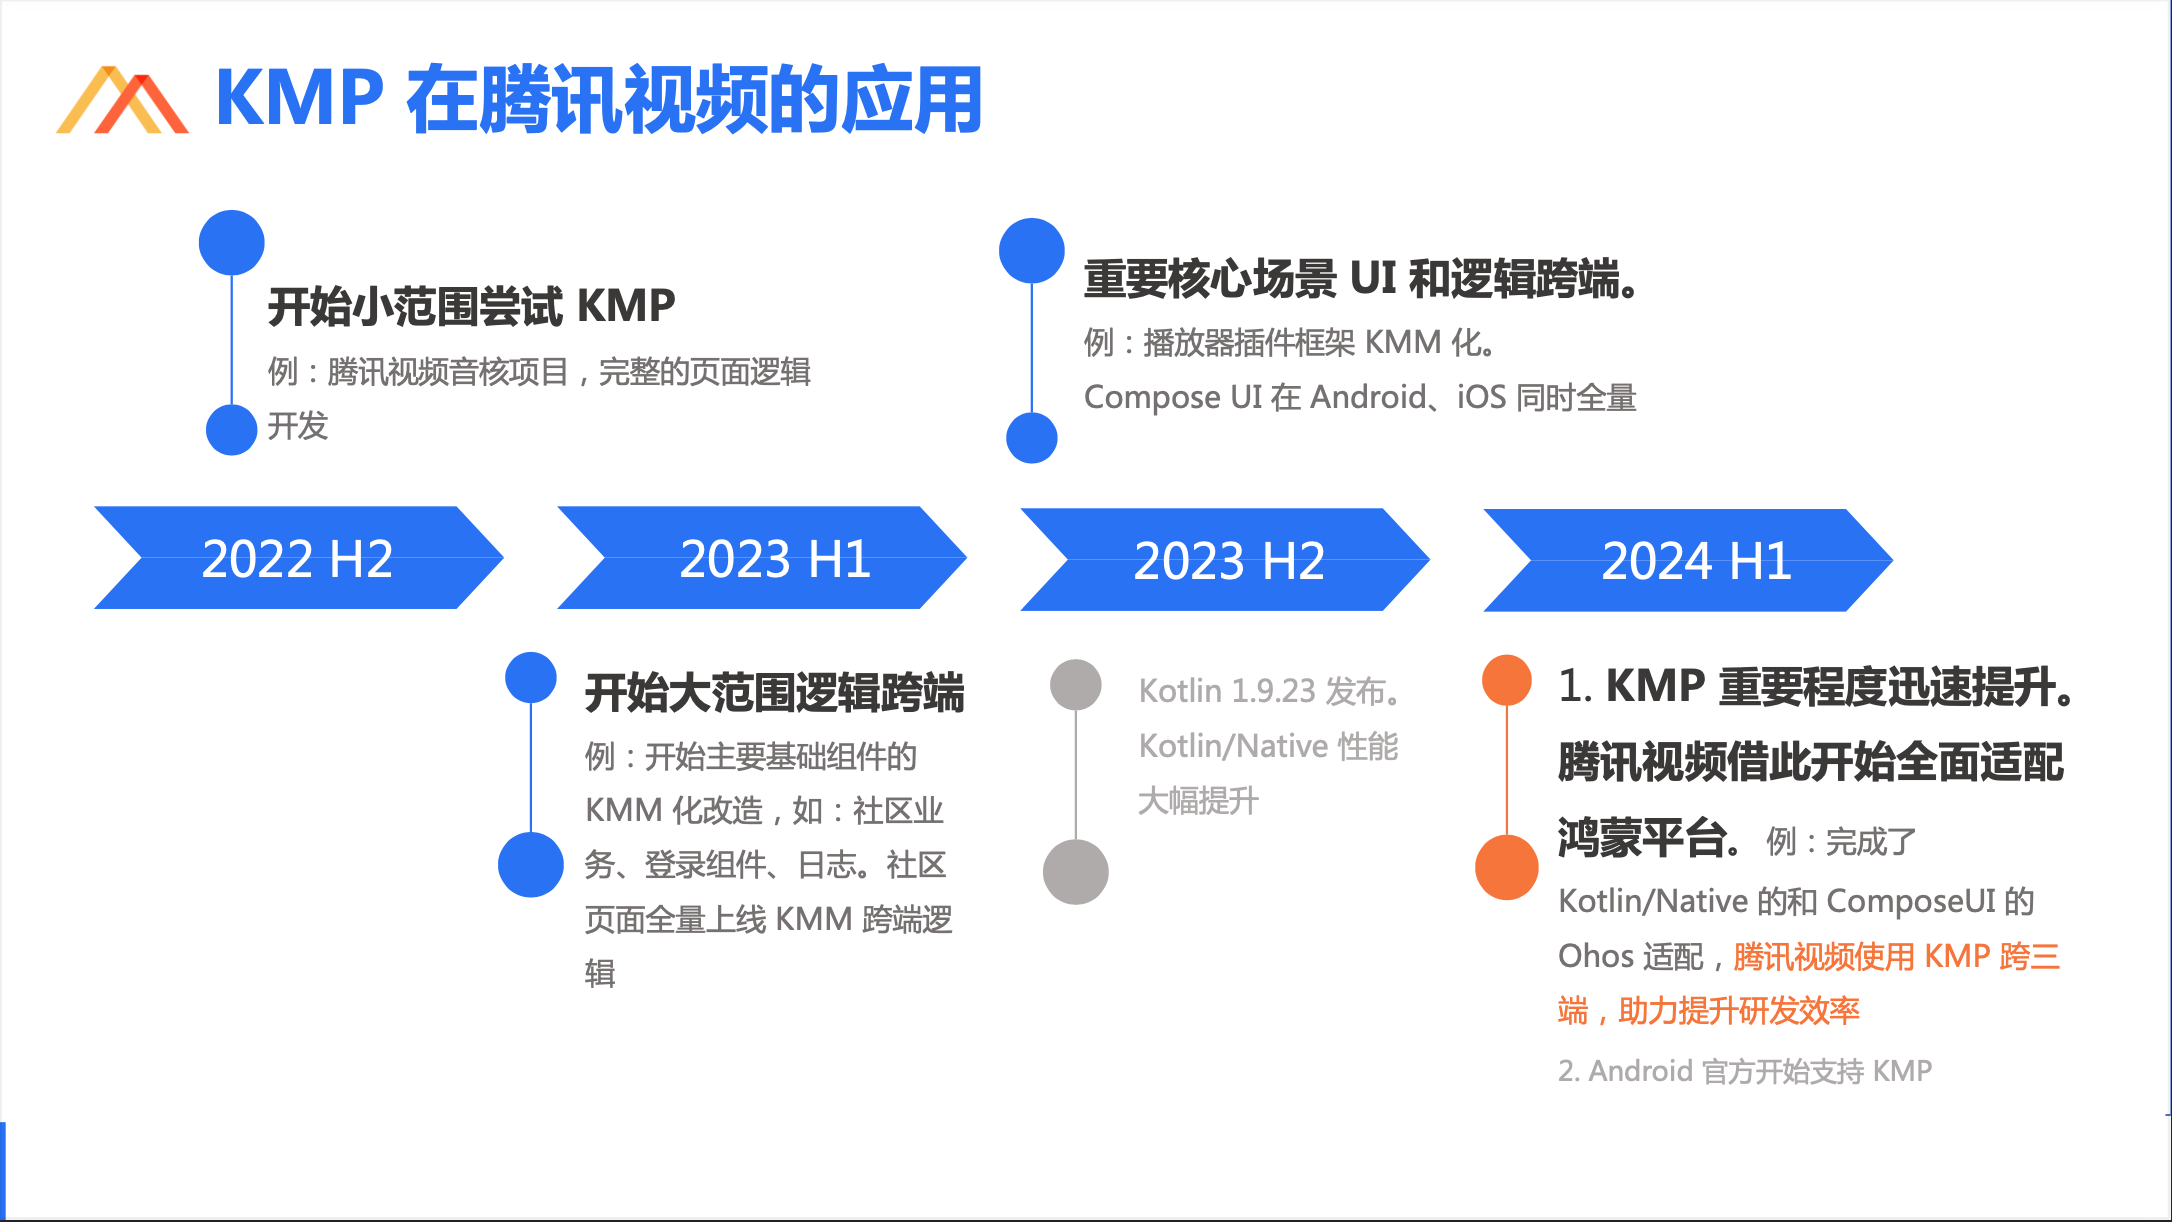 KMP 在腾讯视频的应用
开始小范围尝试 KMP
例：腾讯视频音核项目，完整的页面逻辑
开发
重要核心场景 UI 和逻辑跨端。
例：播放器插件框架 KMM 化。
Compose UI 在 Android、iOS 同时全量
2022 H2
2023 H1
2023 H2
2024 H1
开始大范围逻辑跨端
例：开始主要基础组件的
KMM 化改造，如：社区业
务、登录组件、日志。社区
页面全量上线 KMM 跨端逻
辑
Kotlin 1.9.23 发布。
Kotlin/Native 性能
大幅提升
1. KMP 重要程度迅速提升。
腾讯视频借此开始全面适配
鸿蒙平台。例：完成了
Kotlin/Native 的和 ComposeUI 的
Ohos 适配，腾讯视频使用 KMP 跨三
端，助力提升研发效率
2. Android 官方开始支持 KMP